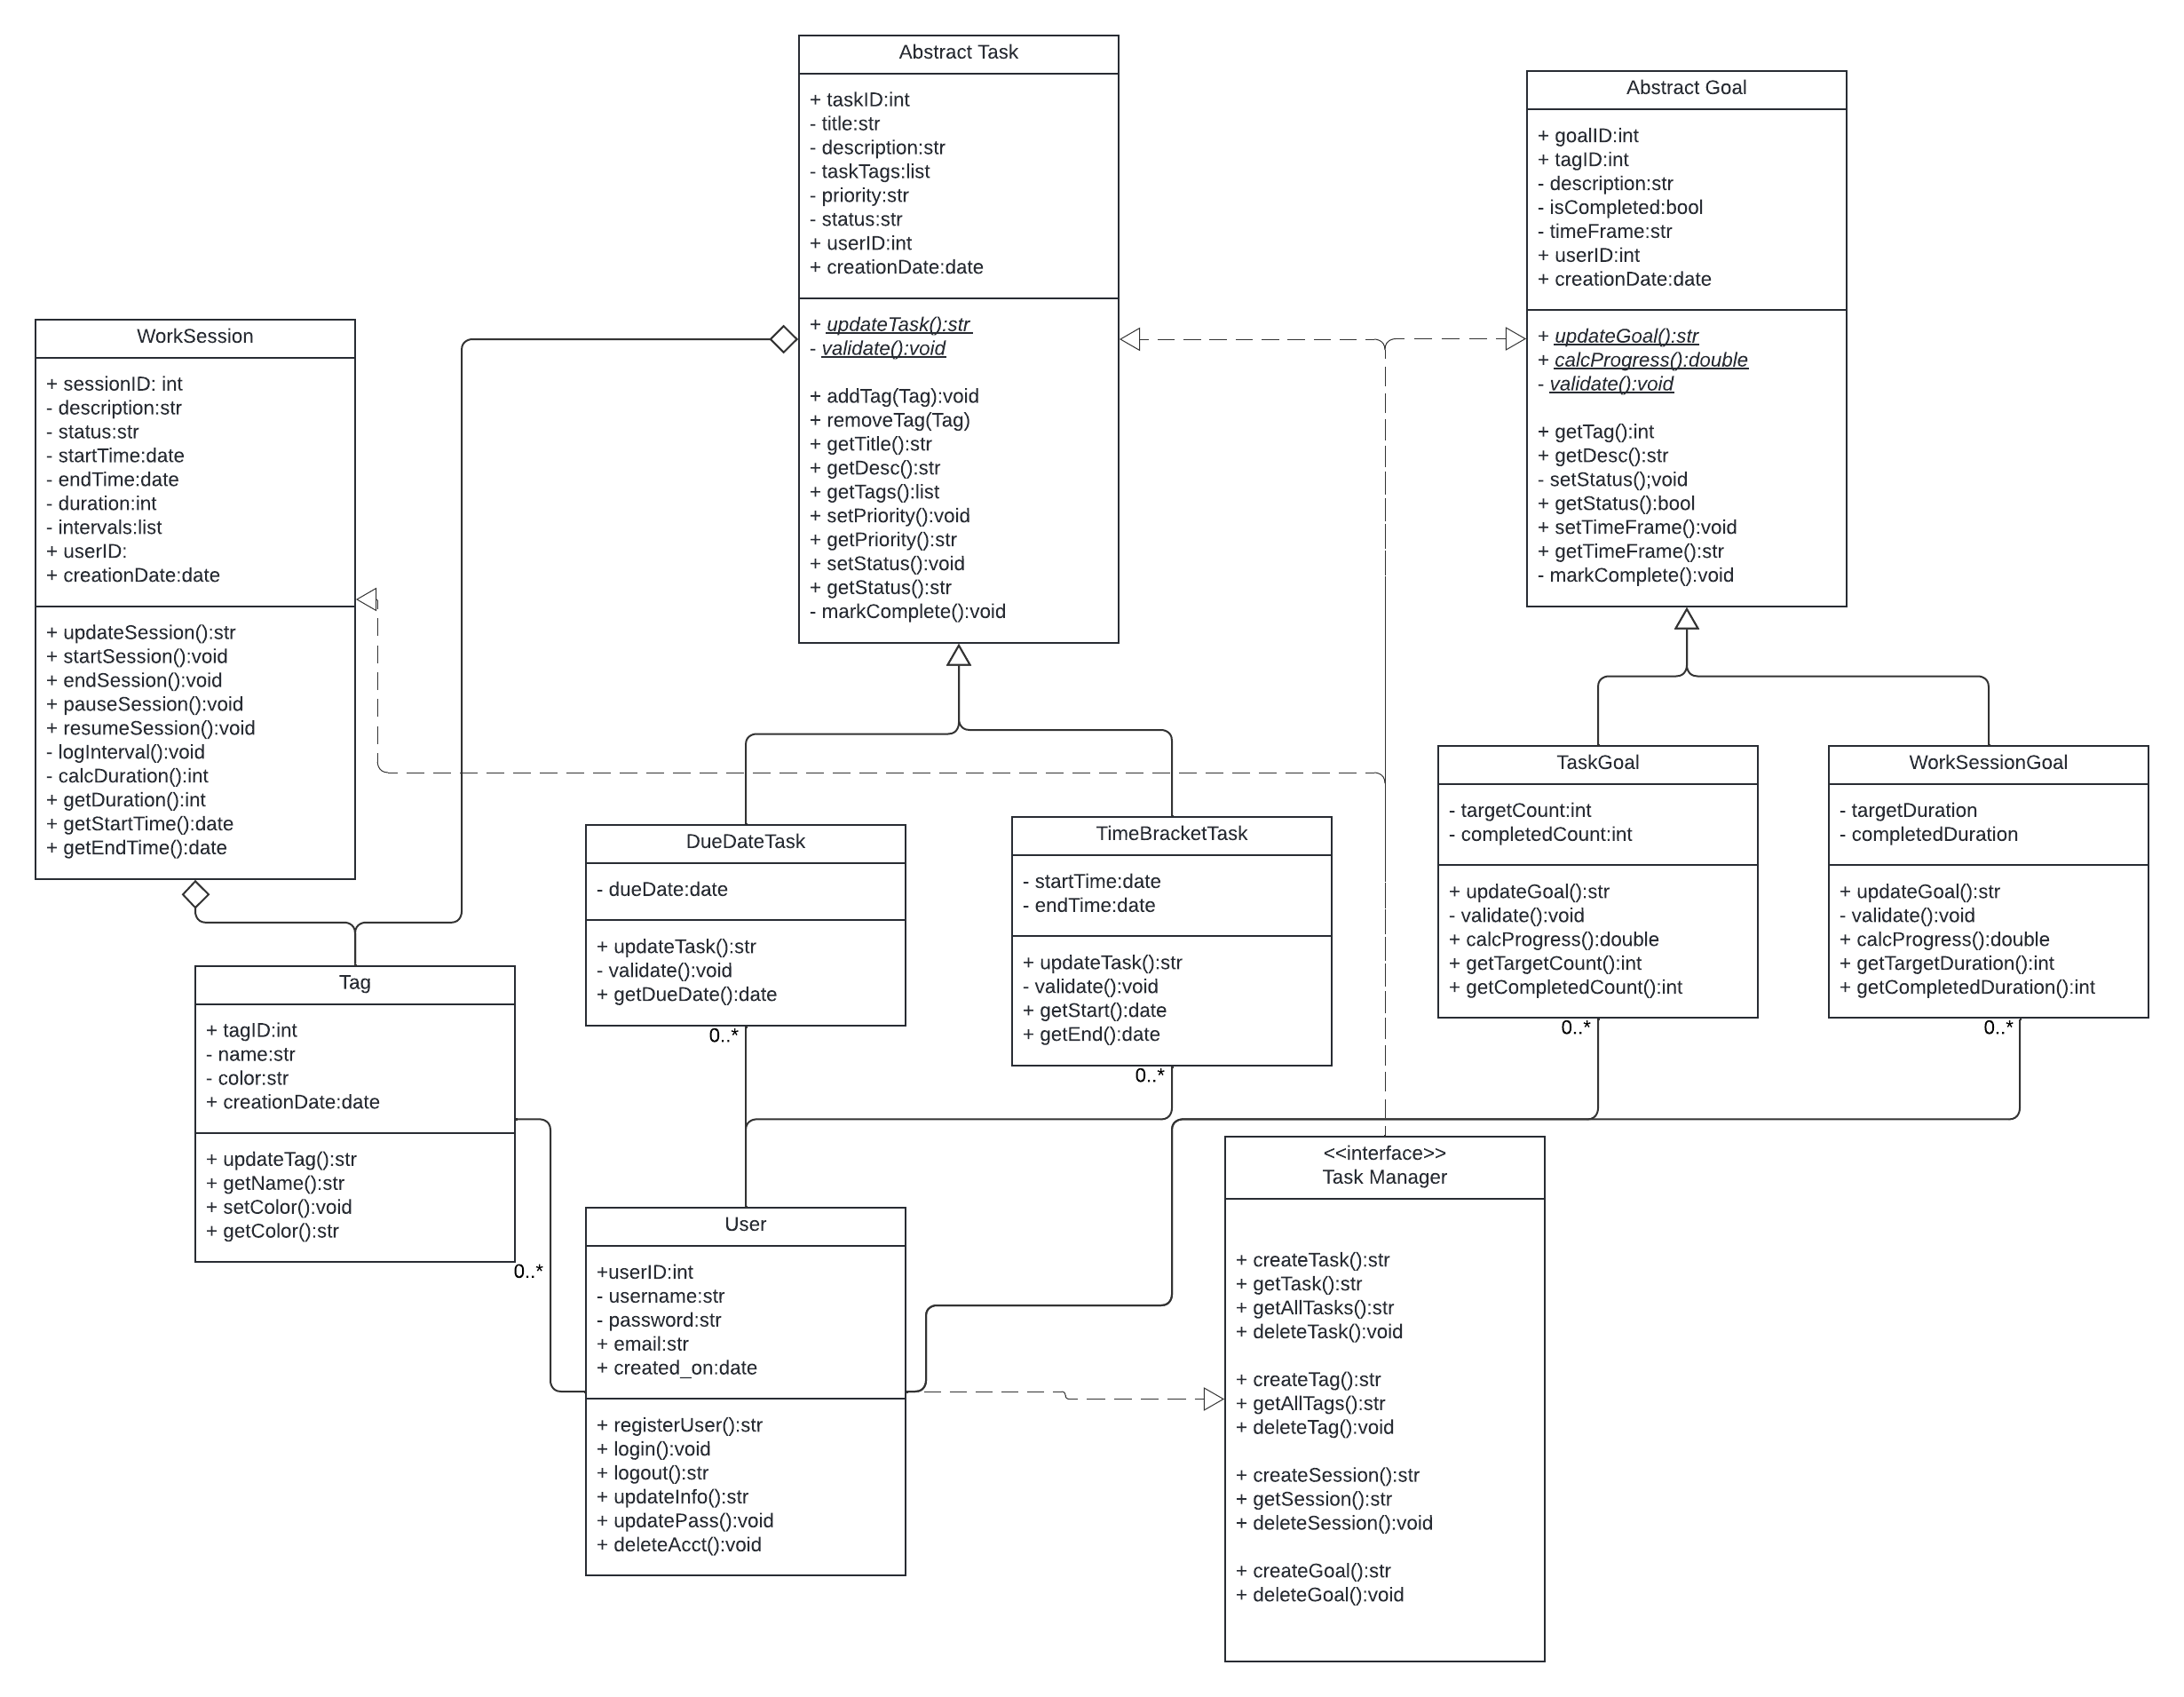 Abstract Task
+ taskID:int
- title:str
- description:str
- taskTags:list
- priority:str
- status:str
+ userID:int
+ creationDate:date
+ updateTask():str
- validate():void
+ addTag(Tag):void
+ removeTag(Tag)
+ getTitle():str
+ getDesc():str
+ getTags():list
+ setPriority():void
+ getPriority():str
+ setStatus():void
+ getStatus():str
- markComplete():void
Abstract Goal
+ goalID:int
+ tagID:int
- description:str
- isCompleted:bool
- timeFrame:str
+ userID:int
+ creationDate:date
+ updateGoal():str
+ calcProgress():double
- validate():void
+ getTag():int
+ getDesc():str
- setStatus();void
+ getStatus():bool
+ setTimeFrame():void
+ getTimeFrame():str
- markComplete():void
WorkSession
+ sessionID: int
- description:str
- status:str
- startTime:date
- endTime:date
- duration:int
- intervals:list
+ userID:
+ creationDate:date
+ updateSession():str
+ startSession():void
+ endSession():void
+ pauseSession():void
+ resumeSession():void
- logInterval():void
- calcDuration():int
+ getDuration():int
+ getStartTime():date
+ getEndTime():date
DueDateTask
- dueDate:date
+ updateTask():str
- validate():void
+ getDueDate():date
0..*
TimeBracketTask
- startTime:date
- endTime:date
+ updateTask():str
- validate():void
+ getStart():date
+ getEnd():date
0..*
TaskGoal
- targetCount:int
- completedCount:int
+ updateGoal():str
- validate():void
+ calcProgress():double
+ getTargetCount():int
+ getCompletedCount():int
0..*
WorkSessionGoal
- targetDuration
- completedDuration
+ updateGoal():str
- validate():void
+ calcProgress():double
+ getTargetDuration():int
+ getCompletedDuration():int
0..*
Tag
+ tagID:int
- name:str
- color:str
+ creationDate:date
+ updateTag():str
+ getName():str
+ setColor():void
+ getColor():str
0..*
User
+userID:int
- username:str
- password:str
+ email:str
+ created_on:date
+ registerUser():str
+ login():void
+ logout():str
+ updateInfo():str
+ updatePass():void
+ deleteAcct():void
<<interface>>
Task Manager
+ createTask():str
+ getTask():str
+ getAllTasks():str
+ deleteTask():void
+ createTag():str
+ getAllTags():str
+ deleteTag():void
+ createSession():str
+ getSession():str
+ deleteSession():void
+ createGoal():str
+ deleteGoal():void